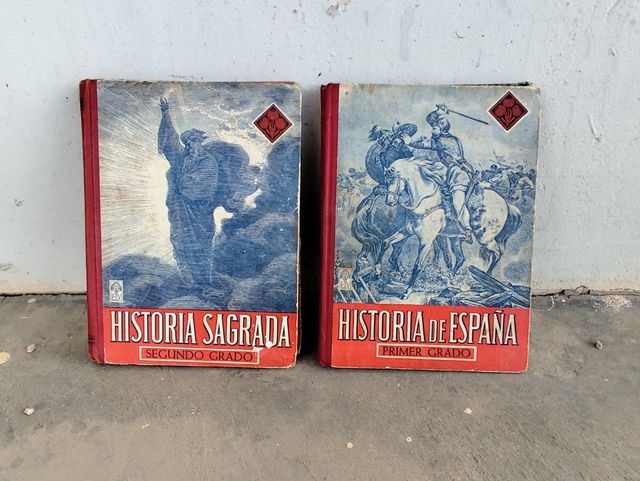 HISTORIA SAGRADA
SEGUNDO GRADO
HISTORIA DE ESPAÑA
PRIMER GRADO